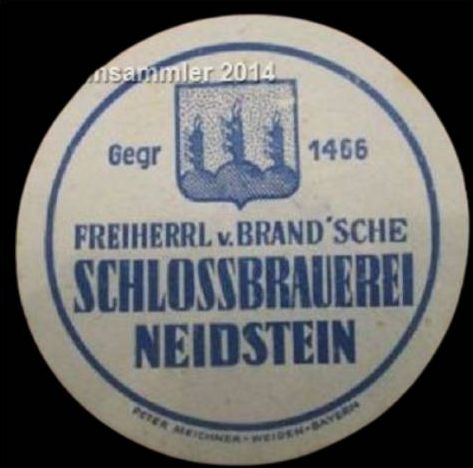 nsammler 2014
Gegr 1466
FREIHERRL v. BRAND'SCHE
SCHLOSSBRAUEREI
NEIDSTEIN
PETER MEICHNER - WEIDEN - BAYERN